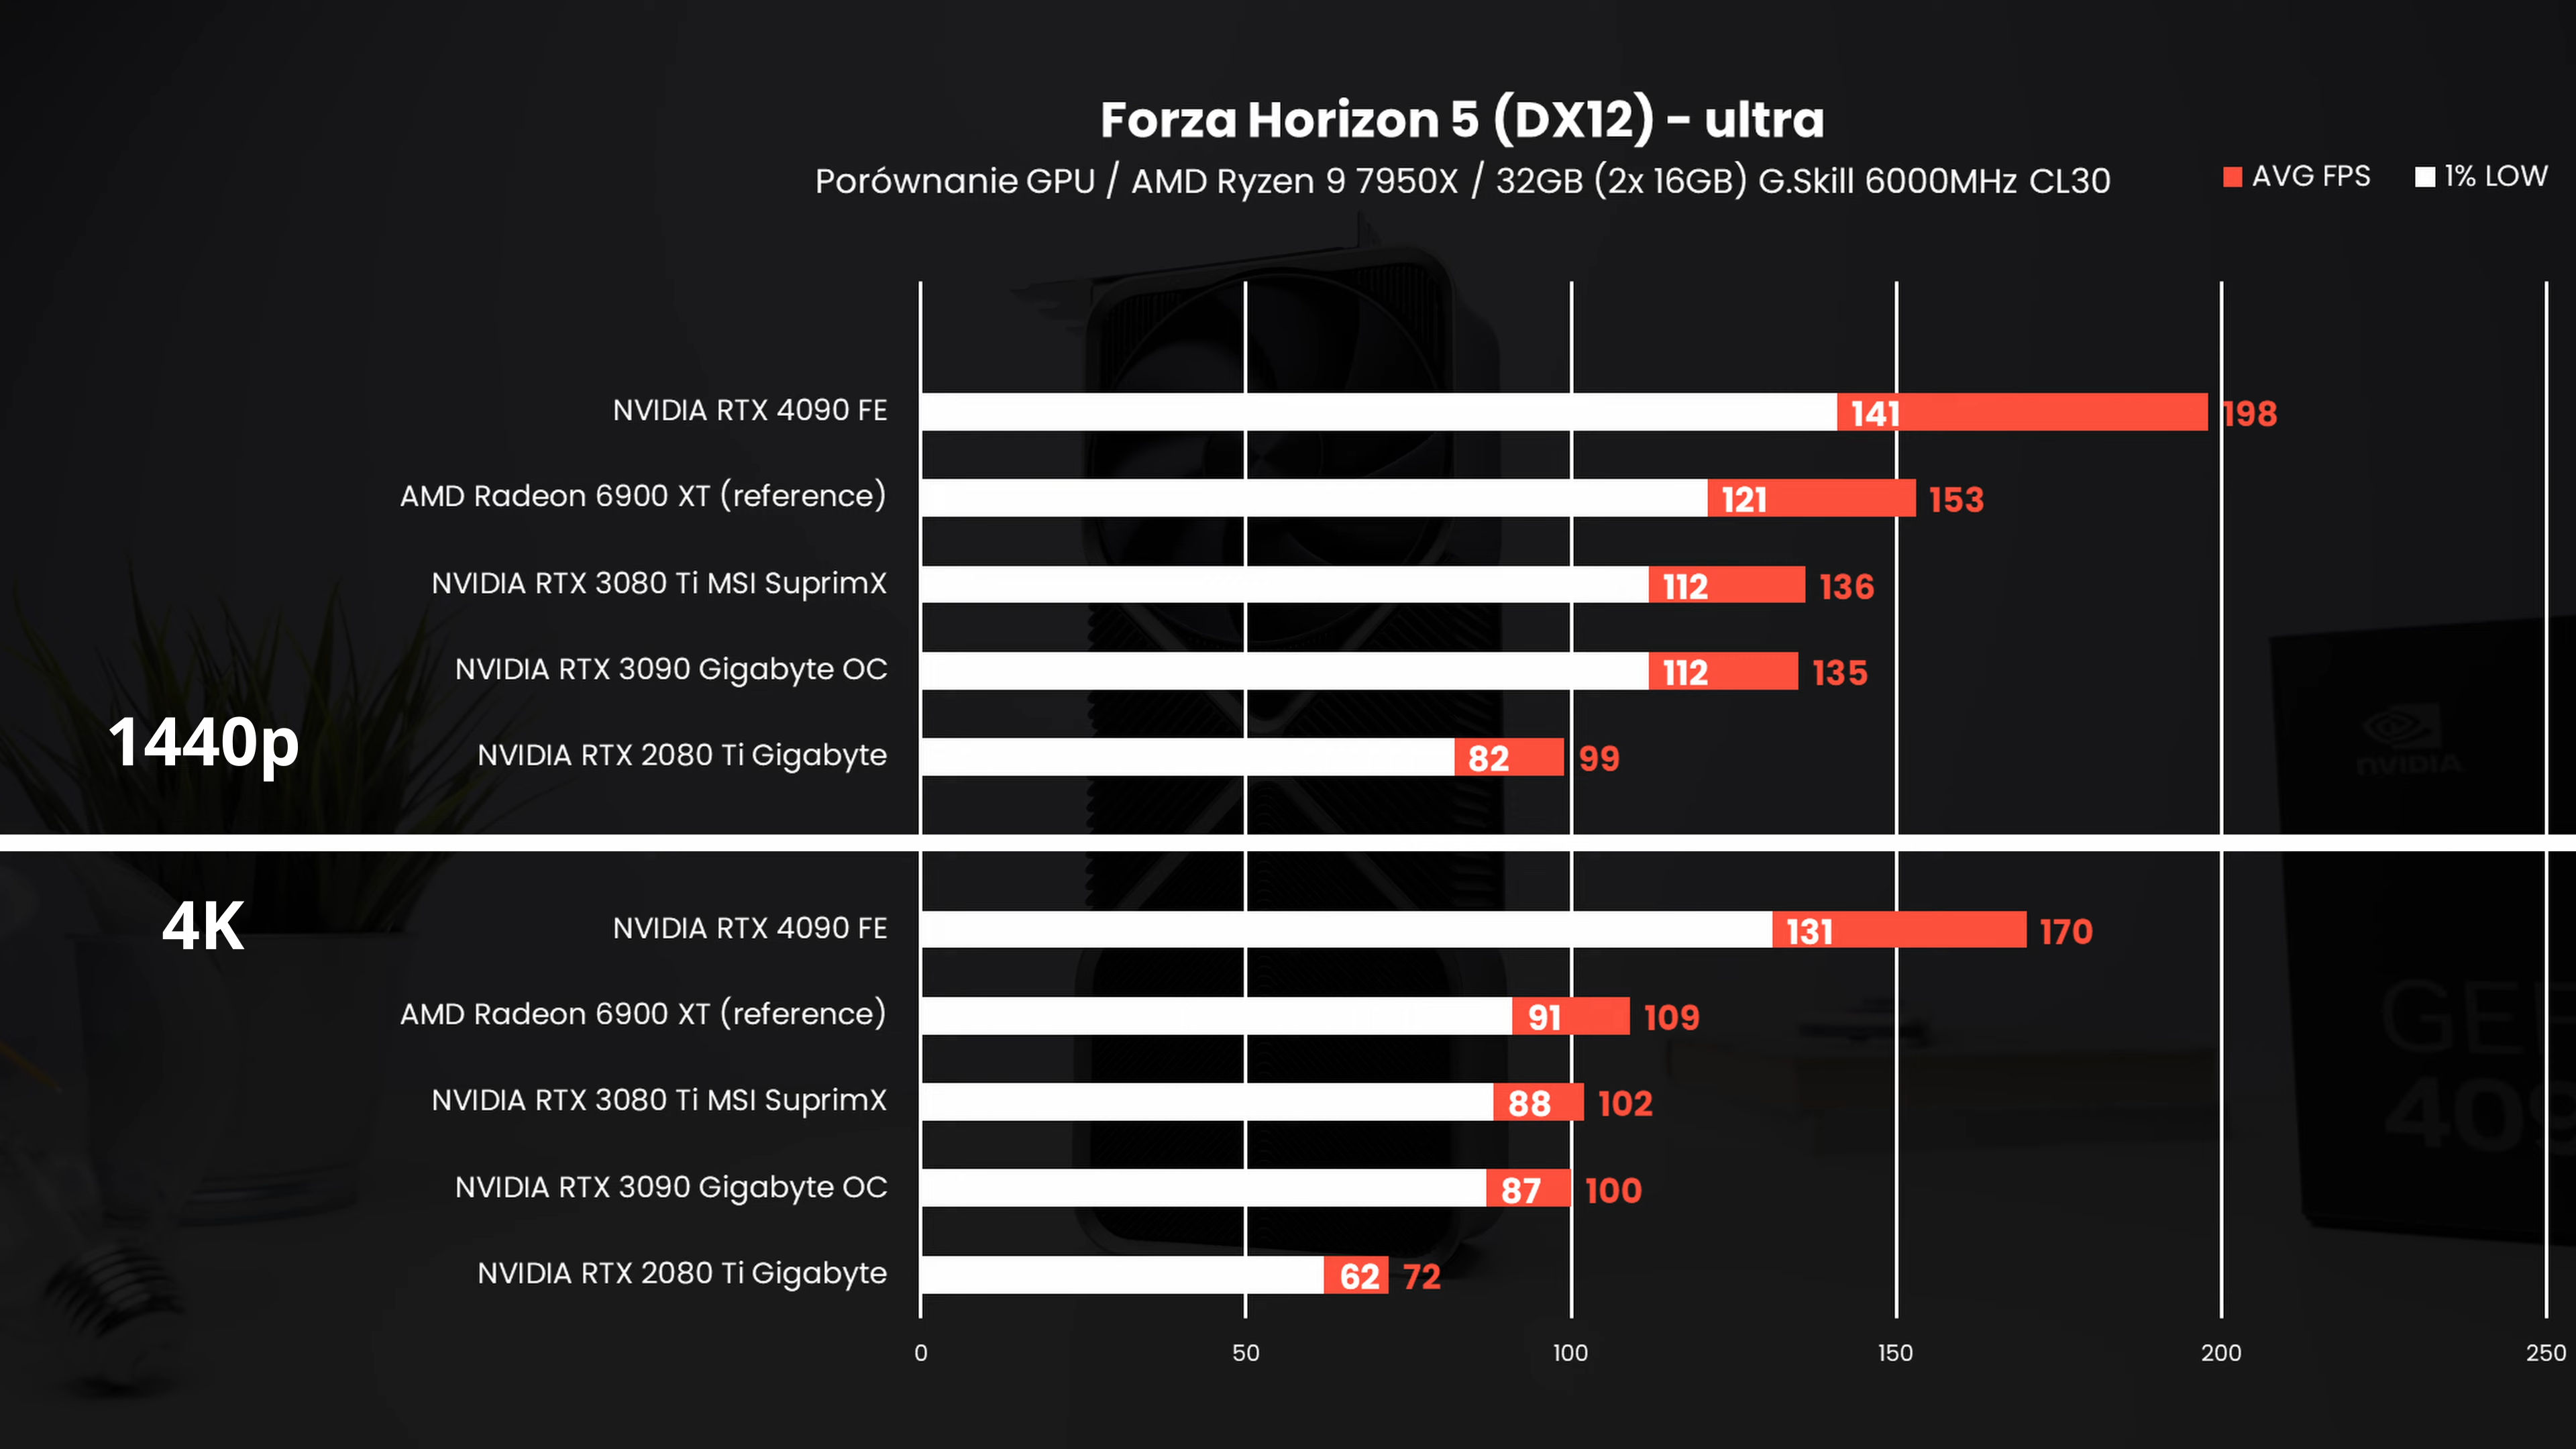 Forza Horizon 5 (DX12) - ultra
Porównanie GPU / AMD Ryzen 9 7950X / 32GB (2x 16GB) G.Skill 6000MHz CL30
AVG FPS 1% LOW
NVIDIA RTX 4090 FE 141 198
AMD Radeon 6900 XT (reference) 121 153
NVIDIA RTX 3080 Ti MSI SuprimX 112 136
NVIDIA RTX 3090 Gigabyte OC 112 135
1440p
NVIDIA RTX 2080 Ti Gigabyte 82 99
NVIDIA
4K
NVIDIA RTX 4090 FE 131 170
AMD Radeon 6900 XT (reference) 91 109
NVIDIA RTX 3080 Ti MSI SuprimX 88 102
NVIDIA RTX 3090 Gigabyte OC 87 100
NVIDIA RTX 2080 Ti Gigabyte 62 72
0 50 100 150 200 250